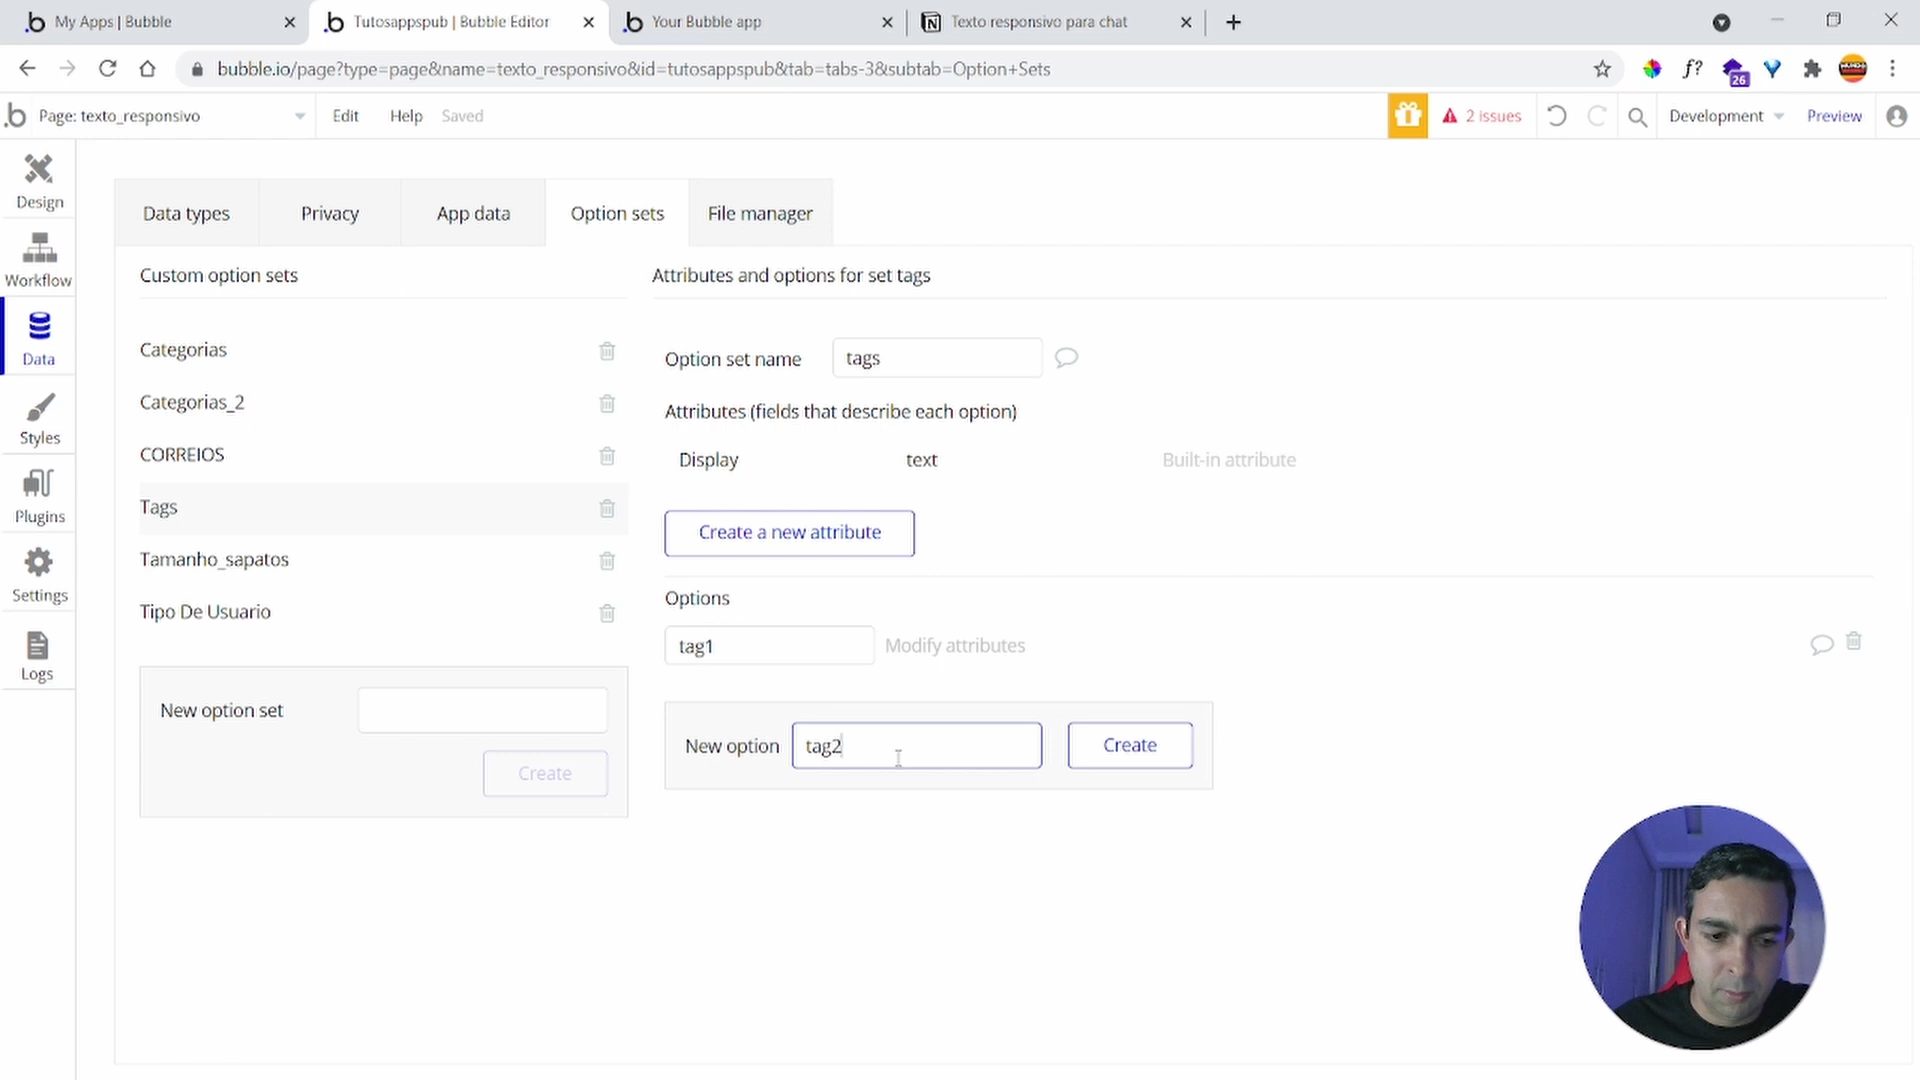 My Apps | Bubble
Tutosappspub | Bubble Editor
Your Bubble app
Texto responsivo para chat
bubble.io/page?type=page&name=texto_responsivo&id=tutosappspub&tab=tabs-3&subtab=Option+Sets
f?
26
Page: texto_responsivo
Edit
Help
Saved
2 issues
Development
Preview
Design
Workflow
Data
Styles
Plugins
Settings
Logs
Data types
Privacy
App data
Option sets
File manager
Custom option sets
Categorias
Categorias_2
CORREIOS
Tags
Tamanho_sapatos
Tipo De Usuario
New option set
Create
Attributes and options for set tags
Option set name
tags
Attributes (fields that describe each option)
Display
text
Built-in attribute
Create a new attribute
Options
tag1
Modify attributes
New option
tag2
Create